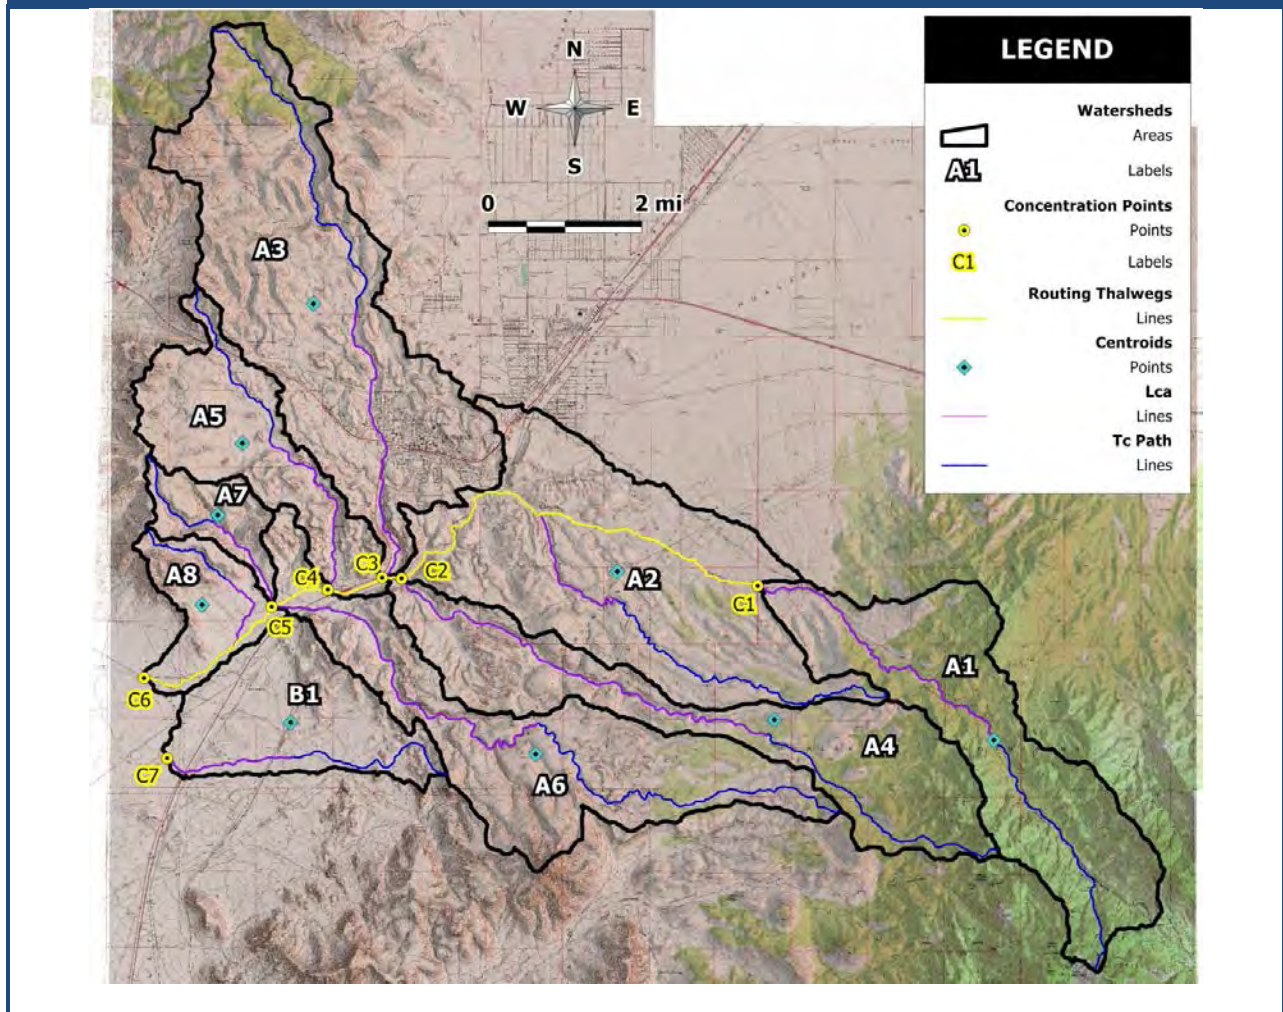 LEGEND
Watersheds
Areas
A1
Labels
Concentration Points
Points
C1
Labels
Routing Thalwegs
Lines
Centroids
Points
Lca
Lines
Tc Path
Lines
N
W E
S
0 2 mi
A3
A5
A7
C3
C4
C2
A2
A8
C1
C5
A1
C6
B1
A4
C7
A6